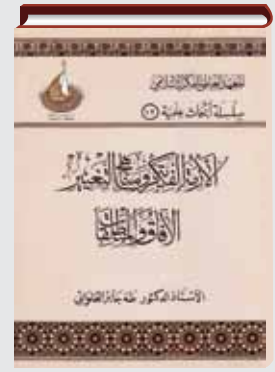 المعهد العالمي للفكر الإسلامي
سلسلة أبحاث علمية
الأزمة الفكرية ومناهج التغيير
الآفاق والمنطلقات
الأستاذ الدكتور طه جابر العلواني